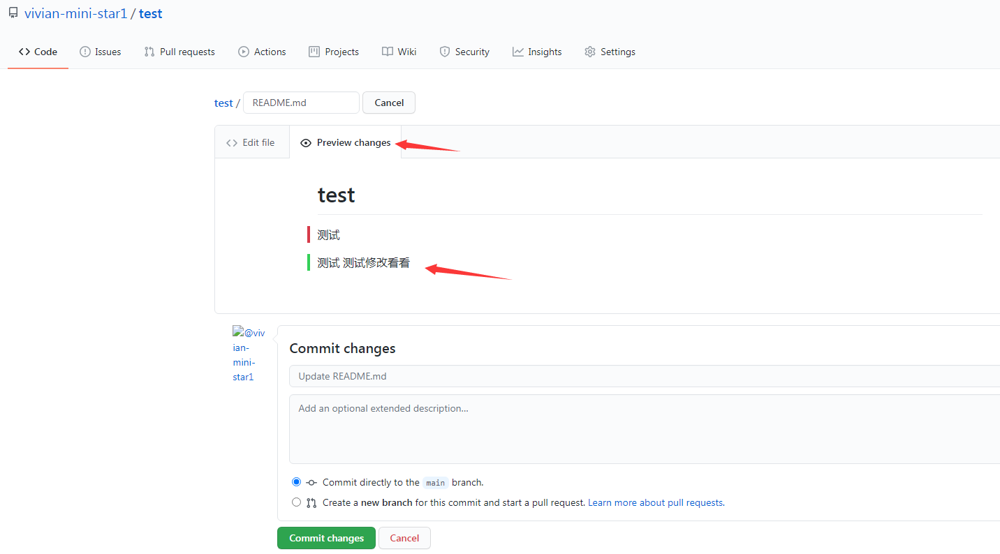 vivian-mini-star1 / test
Code Issues Pull requests Actions Projects Wiki Security Insights Settings
test / README.md Cancel
Edit file Preview changes
test
测试
测试 测试修改看看
@viv
ian-
mini-
star1
Commit changes
Update README.md
Add an optional extended description...
Commit directly to the main branch.
Create a new branch for this commit and start a pull request. Learn more about pull requests.
Commit changes Cancel